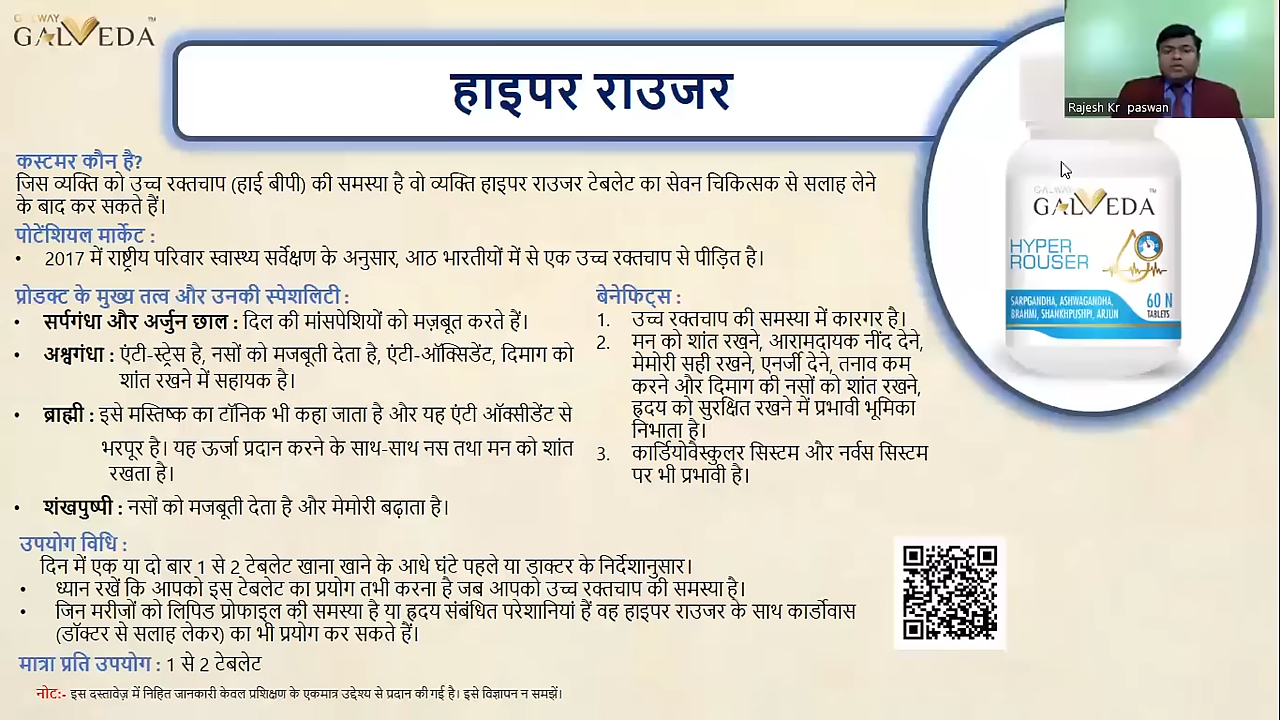 GALWAY
GALVEDA
TM
हाइपर राउजर
Rajesh Kr paswan
कस्टमर कौन है?
जिस व्यक्ति को उच्च रक्तचाप (हाई बीपी) की समस्या है वो व्यक्ति हाइपर राउजर टेबलेट का सेवन चिकित्सक से सलाह लेने
के बाद कर सकते हैं।
पोटेंशियल मार्केट :
• 2017 में राष्ट्रीय परिवार स्वास्थ्य सर्वेक्षण के अनुसार, आठ भारतीयों में से एक उच्च रक्तचाप से पीड़ित है।
प्रोडक्ट के मुख्य तत्व और उनकी स्पेशलिटी :
• सर्पगंधा और अर्जुन छाल : दिल की मांसपेशियों को मज़बूत करते हैं।
• अश्वगंधा : एंटी-स्ट्रेस है, नसों को मजबूती देता है, एंटी-ऑक्सिडेंट, दिमाग को
शांत रखने में सहायक है।
• ब्राह्मी : इसे मस्तिष्क का टॉनिक भी कहा जाता है और यह एंटी ऑक्सीडेंट से
भरपूर है। यह ऊर्जा प्रदान करने के साथ-साथ नस तथा मन को शांत
रखता है।
• शंखपुष्पी : नसों को मजबूती देता है और मेमोरी बढ़ाता है।
बेनेफिट्स :
1. उच्च रक्तचाप की समस्या में कारगर है।
2. मन को शांत रखने, आरामदायक नींद देने,
मेमोरी सही रखने, एनर्जी देने, तनाव कम
करने और दिमाग की नसों को शांत रखने,
ह्रदय को सुरक्षित रखने में प्रभावी भूमिका
निभाता है।
3. कार्डियोवैस्कुलर सिस्टम और नर्वस सिस्टम
पर भी प्रभावी है।
GALWAY
GALVEDA
TM
HYPER
ROUSER
SARPGANDHA, ASHWAGANDHA,
BRAHMI, SHANKHPUSHPI, ARJUN
60 N
TABLETS
उपयोग विधि :
दिन में एक या दो बार 1 से 2 टेबलेट खाना खाने के आधे घंटे पहले या डाक्टर के निर्देशानुसार।
• ध्यान रखें कि आपको इस टेबलेट का प्रयोग तभी करना है जब आपको उच्च रक्तचाप की समस्या है।
• जिन मरीजों को लिपिड प्रोफाइल की समस्या है या ह्रदय संबंधित परेशानियां हैं वह हाइपर राउजर के साथ कार्डोवास
(डॉक्टर से सलाह लेकर) का भी प्रयोग कर सकते हैं।
मात्रा प्रति उपयोग : 1 से 2 टेबलेट
नोट:- इस दस्तावेज़ में निहित जानकारी केवल प्रशिक्षण के एकमात्र उद्देश्य से प्रदान की गई है। इसे विज्ञापन न समझें।